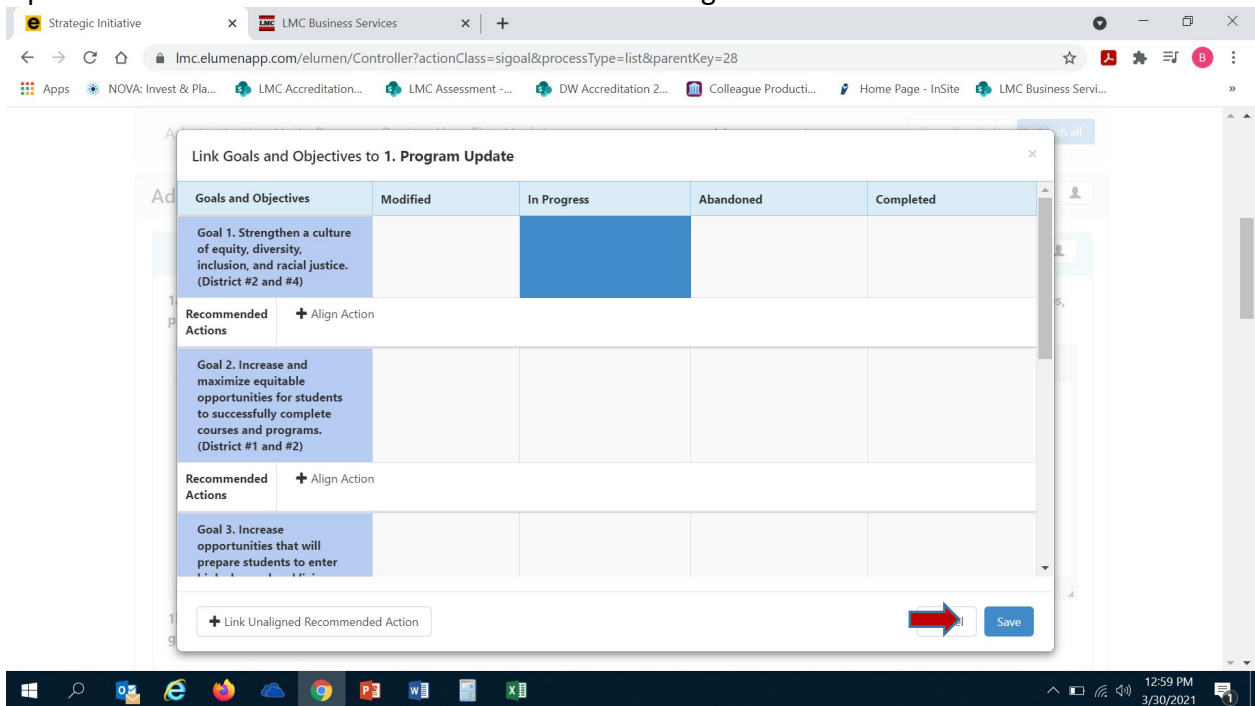 Strategic Initiative
LMC Business Services
lmc.elumenapp.com/elumen/Controller?actionClass=sigoal&processType=list&parentKey=28
B
Apps NOVA: Invest & Pla... LMC Accreditation... LMC Assessment -... DW Accreditation 2... Colleague Producti... Home Page - InSite LMC Business Servi... »
Link Goals and Objectives to 1. Program Update
Goals and Objectives Modified In Progress Abandoned Completed
Goal 1. Strengthen a culture
of equity, diversity,
inclusion, and racial justice.
(District #2 and #4)
Recommended
Actions
Align Action
Goal 2. Increase and
maximize equitable
opportunities for students
to successfully complete
courses and programs.
(District #1 and #2)
Recommended
Actions
Align Action
Goal 3. Increase
opportunities that will
prepare students to enter
Link Unaligned Recommended Action
Save
12:59 PM
3/30/2021